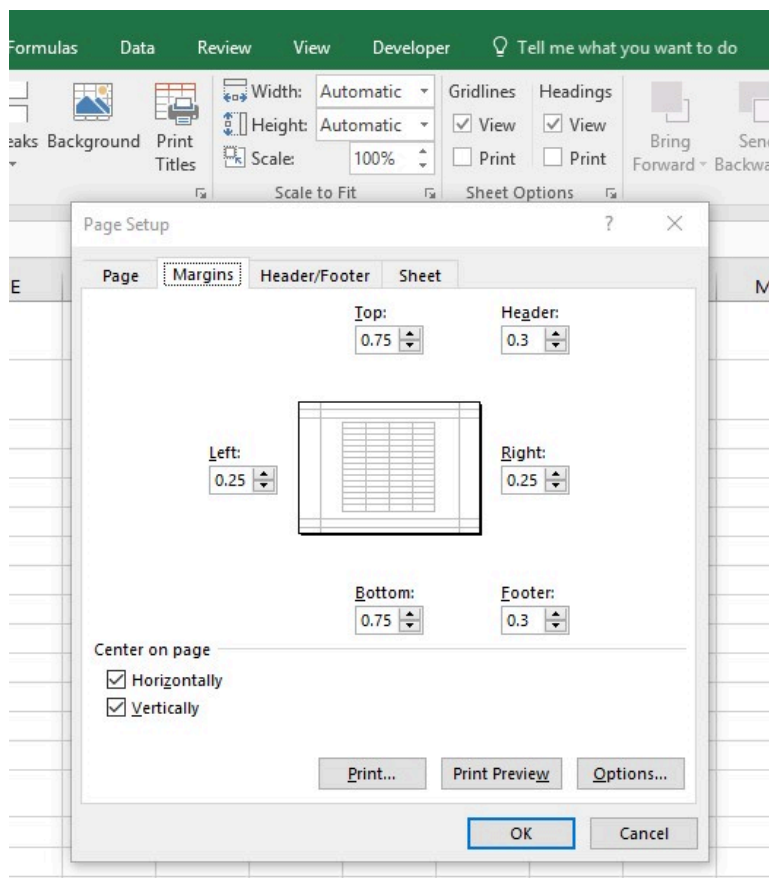 Formulas Data Review View Developer Tell me what you want to do
Width: Automatic Gridlines Headings
Height: Automatic View View
Background Print Titles Scale: 100% Print Print Bring Forward
Scale to Fit Sheet Options
Page Setup ?
Page Margins Header/Footer Sheet
E M
Top: Header:
0.75 0.3
Left: Right:
0.25 0.25
Bottom: Footer:
0.75 0.3
Center on page
Horizontally
Vertically
Print... Print Preview Options...
OK Cancel